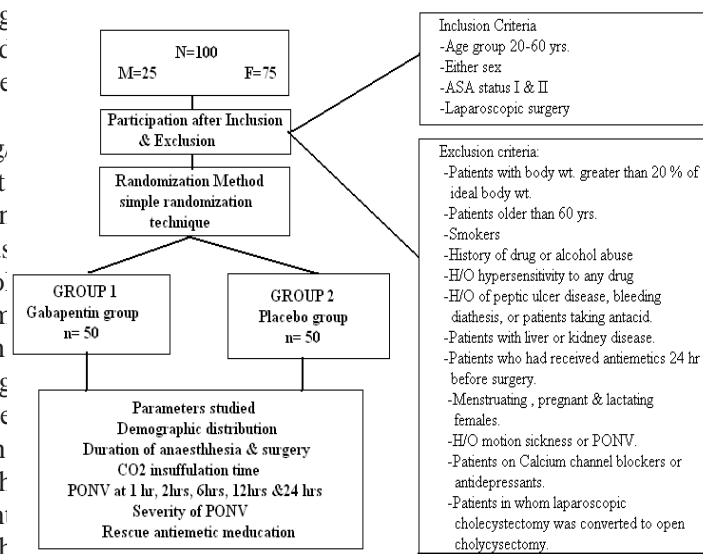 N=100
M=25 F=75
Participation after Inclusion
& Exclusion
Randomization Method
simple randomization
technique
GROUP 1
Gabapentin group
n= 50
GROUP 2
Placebo group
n= 50
Parameters studied
Demographic distribution
Duration of anaesthhesia & surgery
CO2 insuffulation time
PONV at 1 hr, 2hrs, 6hrs, 12hrs &24 hrs
Severity of PONV
Rescue antiemetic meducation
Inclusion Criteria
-Age group 20-60 yrs.
-Either sex
-ASA status I & II
-Laparoscopic surgery
Exclusion criteria:
-Patients with body wt. greater than 20 % of
ideal body wt.
-Patients older than 60 yrs.
-Smokers
-History of drug or alcohol abuse
-H/O hypersensitivity to any drug
-H/O of peptic ulcer disease, bleeding
diathesis, or patients taking antacid.
-Patients with liver or kidney disease.
-Patients who had received antiemetics 24 hr
before surgery.
-Menstruating , pregnant & lactating
females.
-H/O motion sickness or PONV.
-Patients on Calcium channel blockers or
antidepressants.
-Patients in whom laparoscopic
cholecystectomy was converted to open
cholycysectomy.